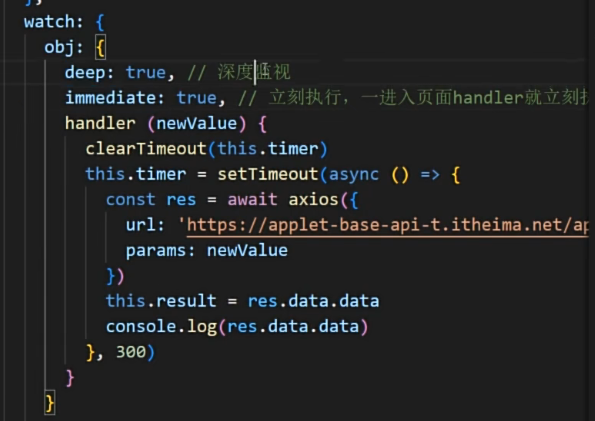 },
watch: {
obj: {
deep: true, // 深度监视
immediate: true, // 立刻执行，一进入页面handler就立刻
handler (newValue) {
clearTimeout(this.timer)
this.timer = setTimeout(async () => {
const res = await axios({
url: 'https://applet-base-api-t.itheima.net/ap
params: newValue
})
this.result = res.data.data
console.log(res.data.data)
}, 300)
}
}